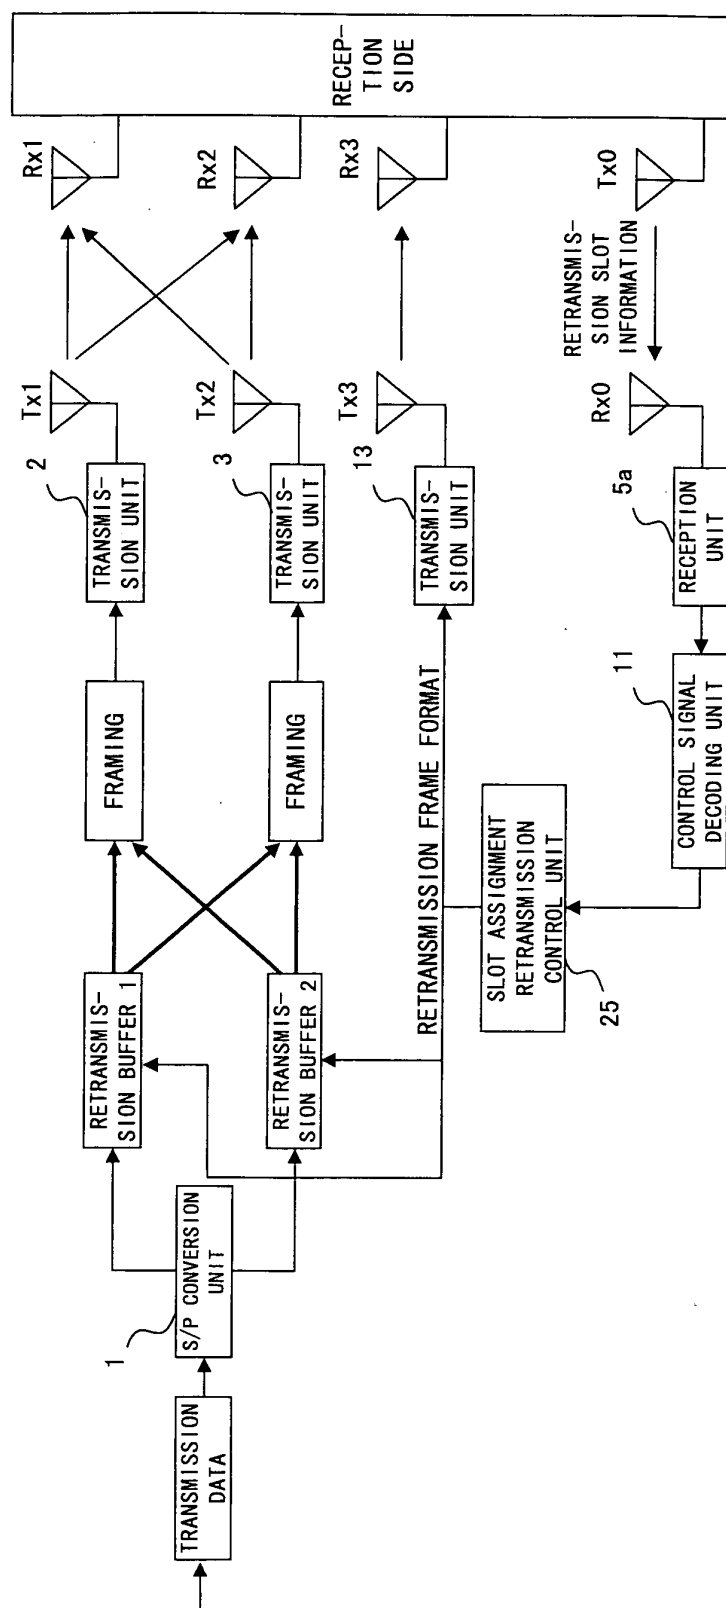 TRANSMISSION
DATA
1
S/P CONVERSION
UNIT
RETRANSMIS-
SION BUFFER 1
RETRANSMIS-
SION BUFFER 2
FRAMING
FRAMING
2
TRANSMIS-
SION UNIT
3
TRANSMIS-
SION UNIT
13
TRANSMIS-
SION UNIT
Tx1
Tx2
Tx3
Rx1
Rx2
Rx3
RECEP-
TION
SIDE
RETRANSMISSION FRAME FORMAT
SLOT ASSIGNMENT
RETRANSMISSION
CONTROL UNIT
25
11
CONTROL SIGNAL
DECODING UNIT
5a
RECEPTION
UNIT
Rx0
RETRANSMIS-
SION SLOT
INFORMATION
Tx0